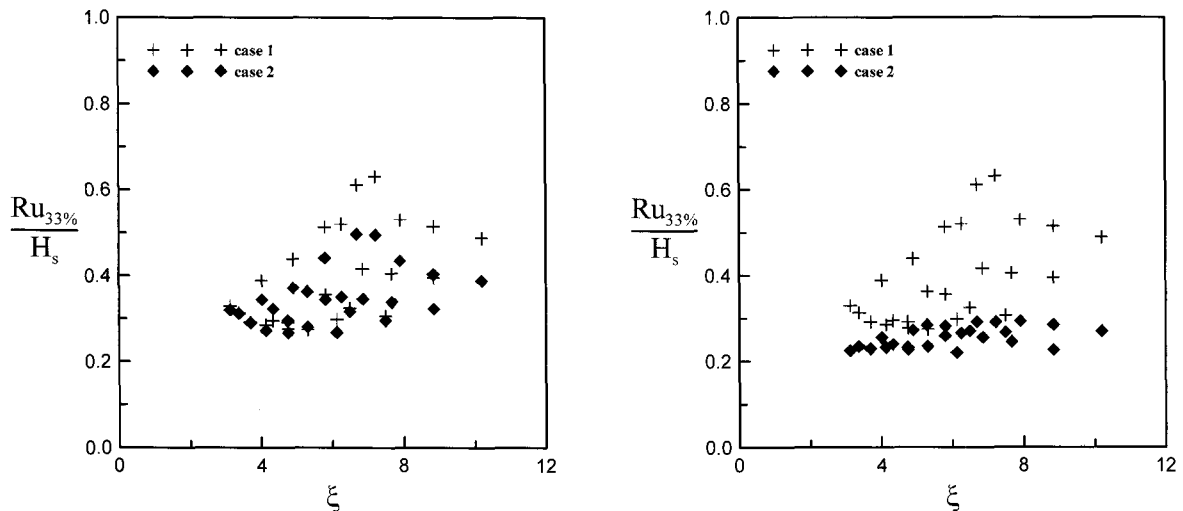 1.0
0.8
0.6
0.4
0.2
0.0
Ru33%
Hs
+ + + case 1
◆ ◆ ◆ case 2
0 4 8 12
ξ
1.0
0.8
0.6
0.4
0.2
0.0
Ru33%
Hs
+ + + case 1
◆ ◆ ◆ case 2
0 4 8 12
ξ